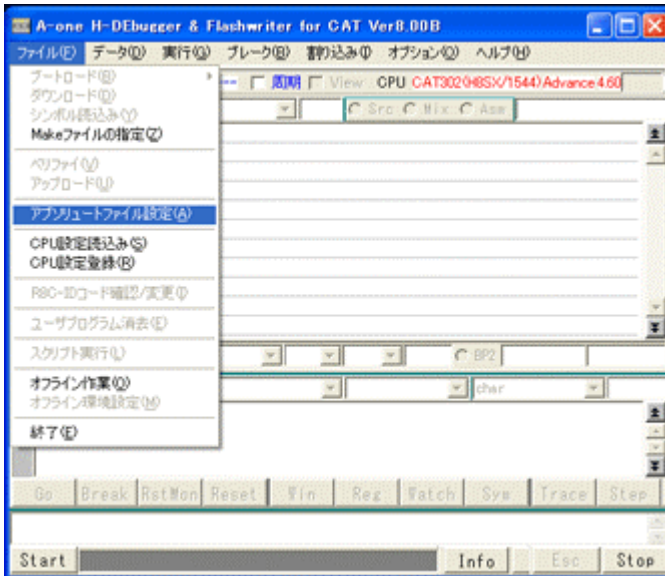 A-one H-DEbugger & Flashwriter for CAT Ver8.00B
ファイル(F) データ(D) 実行(G) ブレーク(B) 割り込み(I) オプション(O) ヘルプ(H)
周期 View CPU CAT302(H8SX/1544)Advance 4.60
ブートロード(B)
ダウンロード(D)
シンボル読込み(Y)
Makeファイルの指定(Z)
ベリファイ(V)
アップロード(U)
アブソリュートファイル設定(A)
CPU設定読込み(S)
CPU設定登録(R)
R8C-IDコード確認/変更(I)
ユーザプログラム消去(E)
スクリプト実行(L)
オフライン作業(O)
オフライン環境設定(M)
終了(E)
Src Mix Asm
BP2
char
Go Break RstMon Reset Win Reg Watch Sym Trace Step
Start Info Esc Stop